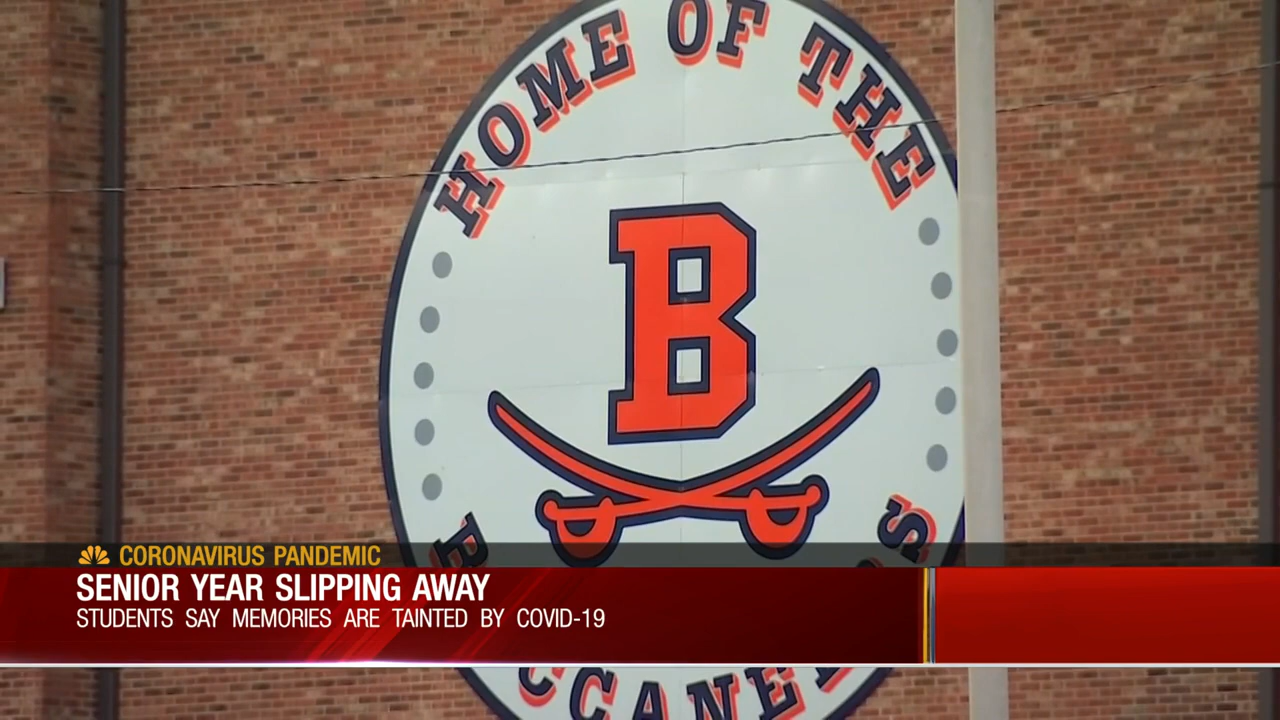 HOME OF THE
B
CORONAVIRUS PANDEMIC
SENIOR YEAR SLIPPING AWAY
STUDENTS SAY MEMORIES ARE TAINTED BY COVID-19